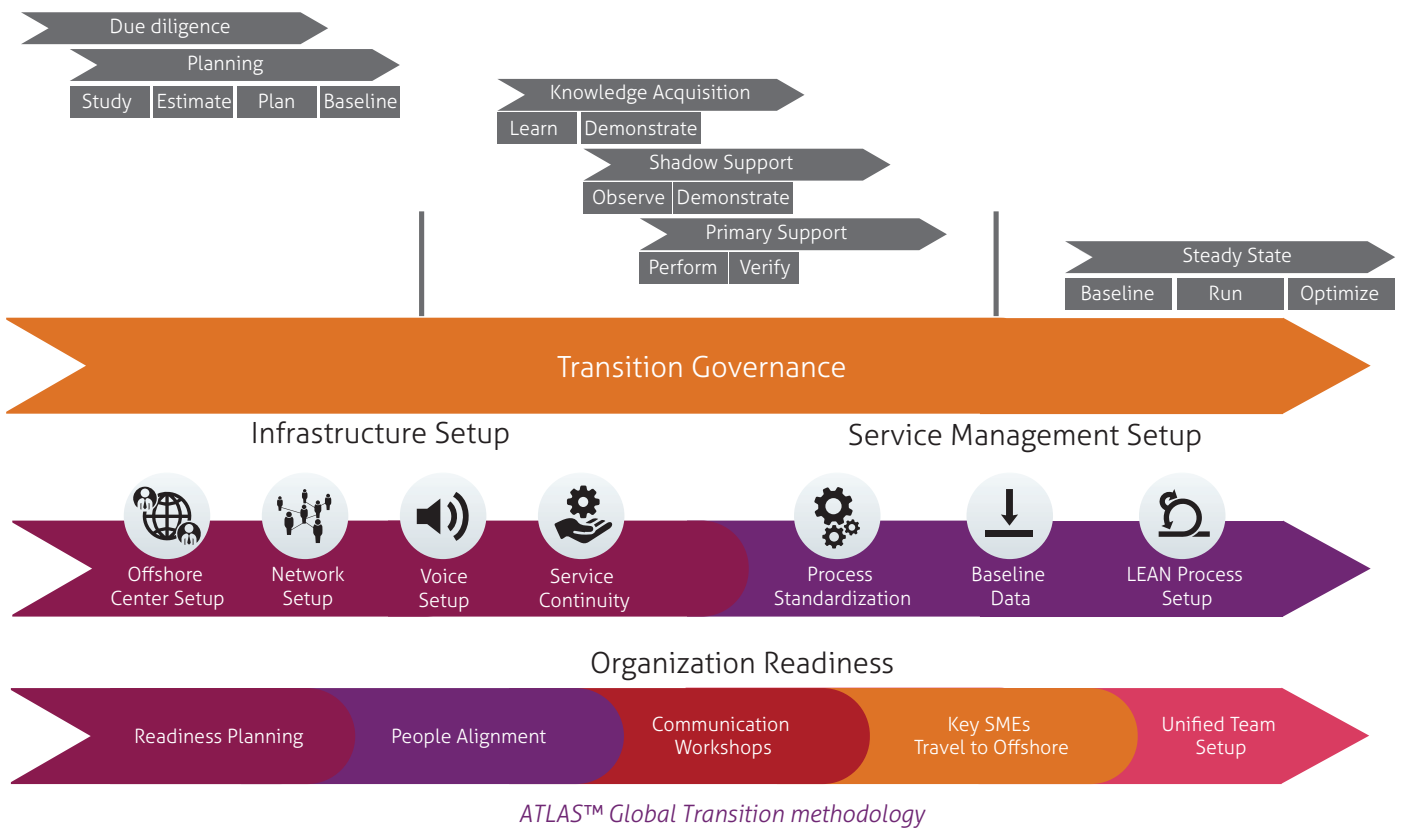 Due diligence
Planning
Study Estimate Plan Baseline
Knowledge Acquisition
Learn Demonstrate
Shadow Support
Observe Demonstrate
Primary Support
Perform Verify
Steady State
Baseline Run Optimize
Transition Governance
Infrastructure Setup
Service Management Setup
Offshore
Center Setup
Network
Setup
Voice
Setup
Service
Continuity
Process
Standardization
Baseline
Data
LEAN Process
Setup
Organization Readiness
Readiness Planning
People Alignment
Communication
Workshops
Key SMEs
Travel to Offshore
Unified Team
Setup
ATLAS™ Global Transition methodology